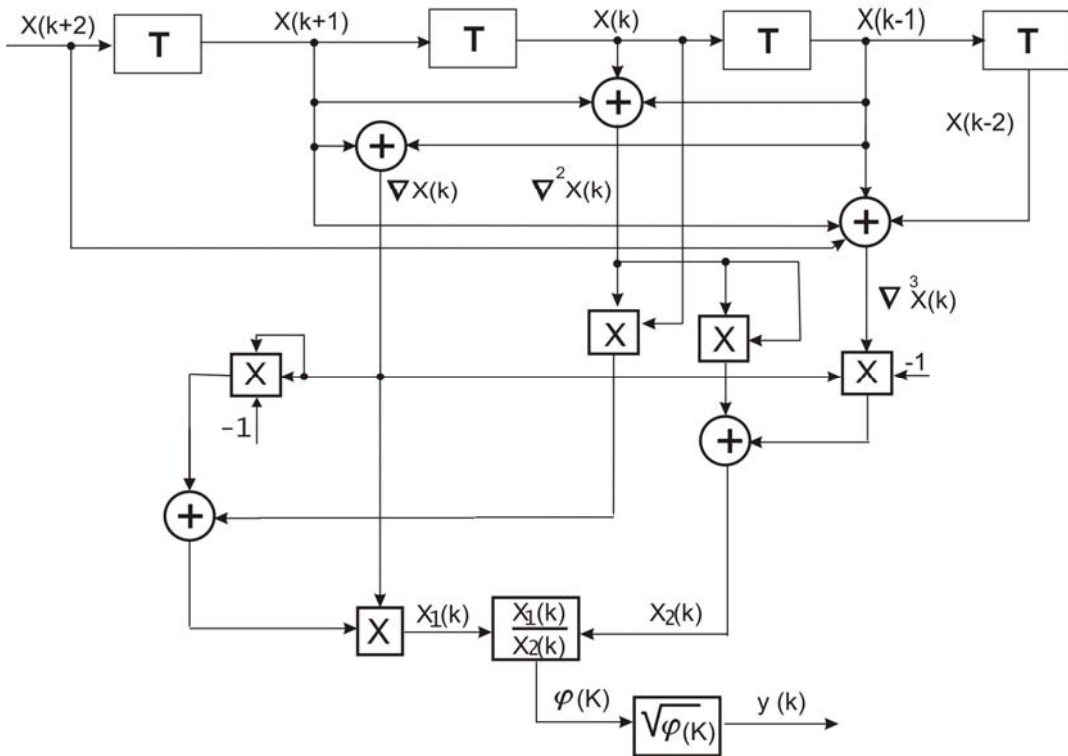 X(k+2) X(k+1) X(k) X(k-1)
T T T T
X(k-2)
+
+
∇X(k) ∇²X(k)
+
∇³X(k)
X X
X X -1
-1
+
+
X X₁(k) X₁(k) X₂(k)
X₂(k)
φ(K)
√φ(K) y (k)